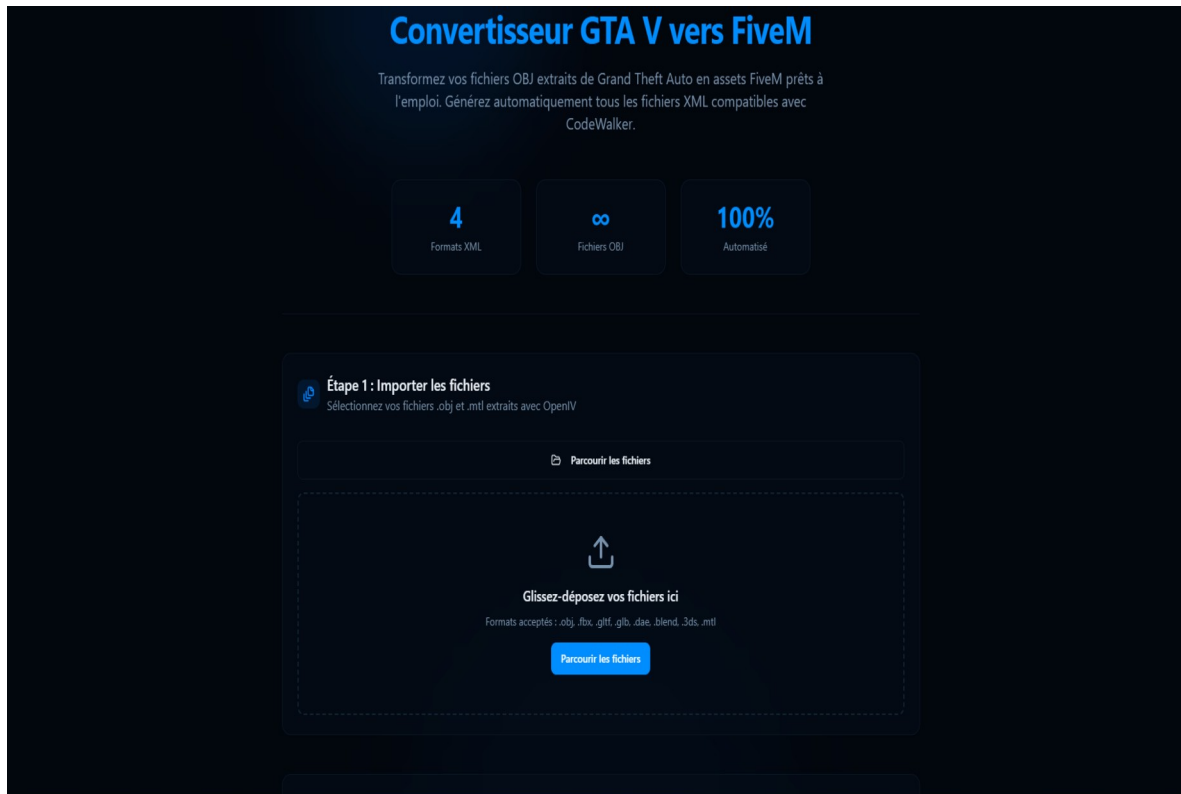 Convertisseur GTA V vers FiveM
Transformez vos fichiers OBJ extraits de Grand Theft Auto en assets FiveM prêts à
l'emploi. Générez automatiquement tous les fichiers XML compatibles avec
CodeWalker.
4
Formats XML
∞
Fichiers OBJ
100%
Automatisé
Étape 1 : Importer les fichiers
Sélectionnez vos fichiers .obj et .mtl extraits avec OpenIV
Parcourir les fichiers
Glissez-déposez vos fichiers ici
Formats acceptés : .obj, .fbx, .gltf, .glb, .dae, .blend, .3ds, .mtl
Parcourir les fichiers